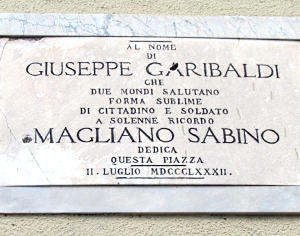 AL NOME
DI
GIUSEPPE GARIBALDI
CHE
DUE MONDI SALUTANO
FORMA SUBLIME
DI CITTADINO E SOLDATO
A SOLENNE RICORDO
MAGLIANO SABINO
DEDICA
QUESTA PIAZZA
11. LUGLIO MDCCCLXXXII.